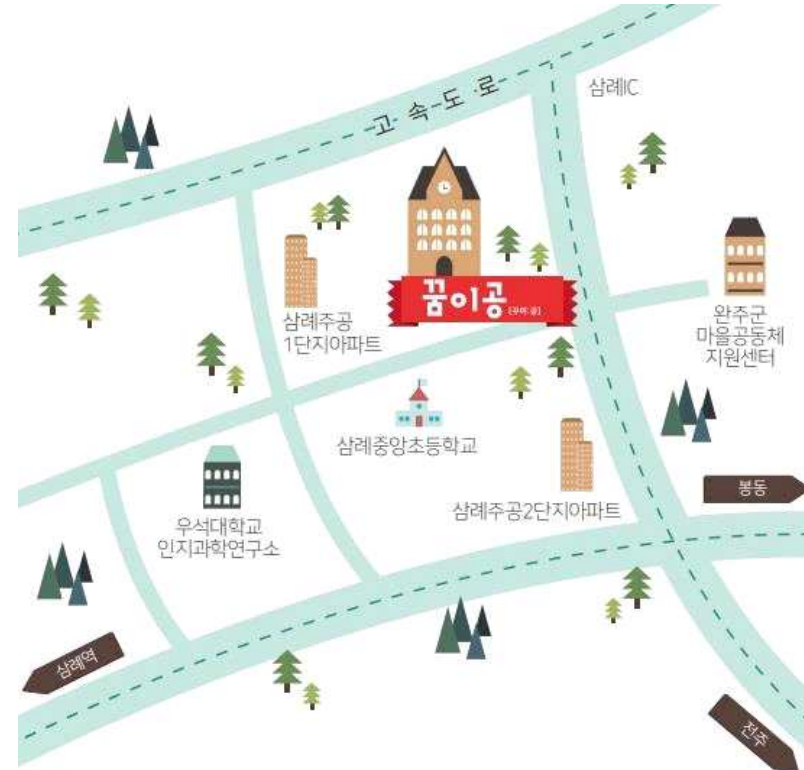 고속도로
삼례IC
꿈이공 [꾸미:공]
삼례주공
1단지아파트
완주군
마을공동체
지원센터
삼례중앙초등학교
봉동
삼례주공2단지아파트
우석대학교
인지과학연구소
삼례역
전주